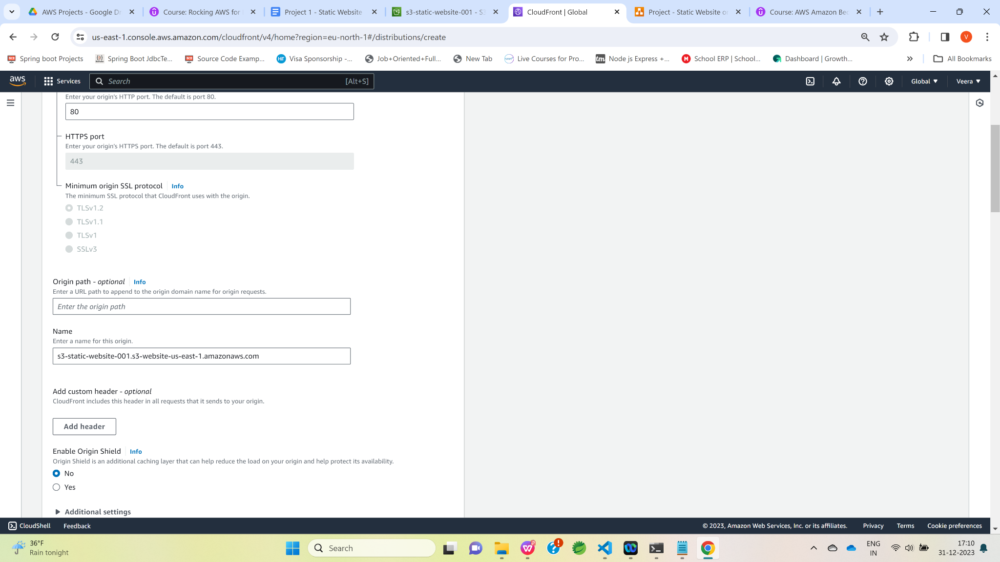 AWS Projects - Google Dr
Course: Rocking AWS for
Project 1 - Static Website
s3-static-website-001 - S3
CloudFront | Global
Project - Static Website on
Course: AWS Amazon Bed
us-east-1.console.aws.amazon.com/cloudfront/v4/home?region=eu-north-1#/distributions/create
V
Spring boot Projects
Spring Boot JdbcTe...
Source Code Examp...
Visa Sponsorship -...
Job+Oriented+Full...
New Tab
Live Courses for Pro...
Node js Express +...
School ERP | School...
Dashboard | Growth...
All Bookmarks
aws
Services
Search
[Alt+S]
Global
Veera
Enter your origin's HTTP port. The default is port 80.
80
HTTPS port
Enter your origin's HTTPS port. The default is port 443.
443
Minimum origin SSL protocol
Info
The minimum SSL protocol that CloudFront uses with the origin.
TLSv1.2
TLSv1.1
TLSv1
SSLv3
Origin path - optional
Info
Enter a URL path to append to the origin domain name for origin requests.
Enter the origin path
Name
Enter a name for this origin.
s3-static-website-001.s3-website-us-east-1.amazonaws.com
Add custom header - optional
CloudFront includes this header in all requests that it sends to your origin.
Add header
Enable Origin Shield
Info
Origin Shield is an additional caching layer that can help reduce the load on your origin and help protect its availability.
No
Yes
Additional settings
CloudShell
Feedback
© 2023, Amazon Web Services, Inc. or its affiliates.
Privacy
Terms
Cookie preferences
36°F
Rain tonight
Search
ENG
IN
17:10
31-12-2023